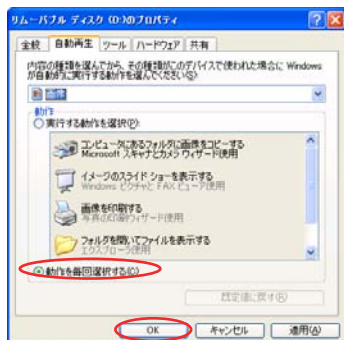 リムーバブル ディスク (D:)のプロパティ
全般 自動再生 ツール ハードウェア 共有
内容の種類を選んでから、その種類がこのデバイスで使われた場合に Windows
が自動的に実行する動作を選んでください(S):
画像
動作
実行する動作を選択(P):
コンピュータにあるフォルダに画像をコピーする
Microsoft スキャナとカメラ ウィザード使用
イメージのスライド ショーを表示する
Windows ピクチャと FAX ビューア使用
画像を印刷する
写真の印刷ウィザード使用
フォルダを開いてファイルを表示する
エクスプローラ使用
動作を毎回選択する(C)
既定値に戻す(R)
OK キャンセル 適用(A)